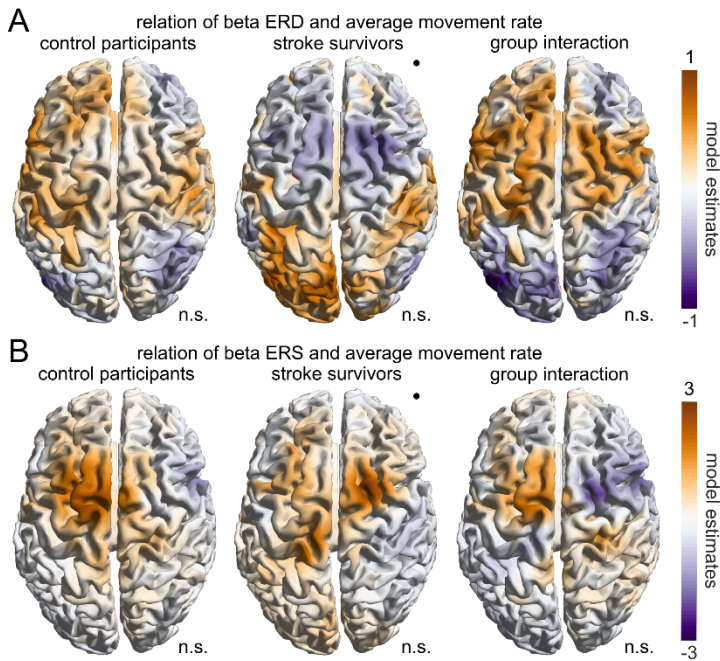 A
relation of beta ERD and average movement rate
control participants
stroke survivors
group interaction
1
model estimates
-1
n.s.
n.s.
n.s.
B
relation of beta ERS and average movement rate
control participants
stroke survivors
group interaction
3
model estimates
-3
n.s.
n.s.
n.s.